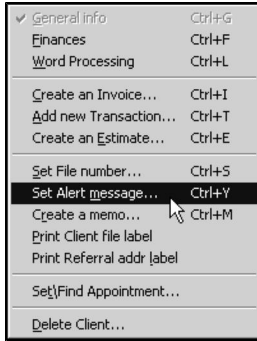 ✓ General info Ctrl+G
Finances Ctrl+F
Word Processing Ctrl+L
Create an Invoice... Ctrl+I
Add new Transaction... Ctrl+T
Create an Estimate... Ctrl+E
Set File number... Ctrl+S
Set Alert message... Ctrl+Y
Create a memo... Ctrl+M
Print Client file label
Print Referral addr label
Set\Find Appointment...
Delete Client...